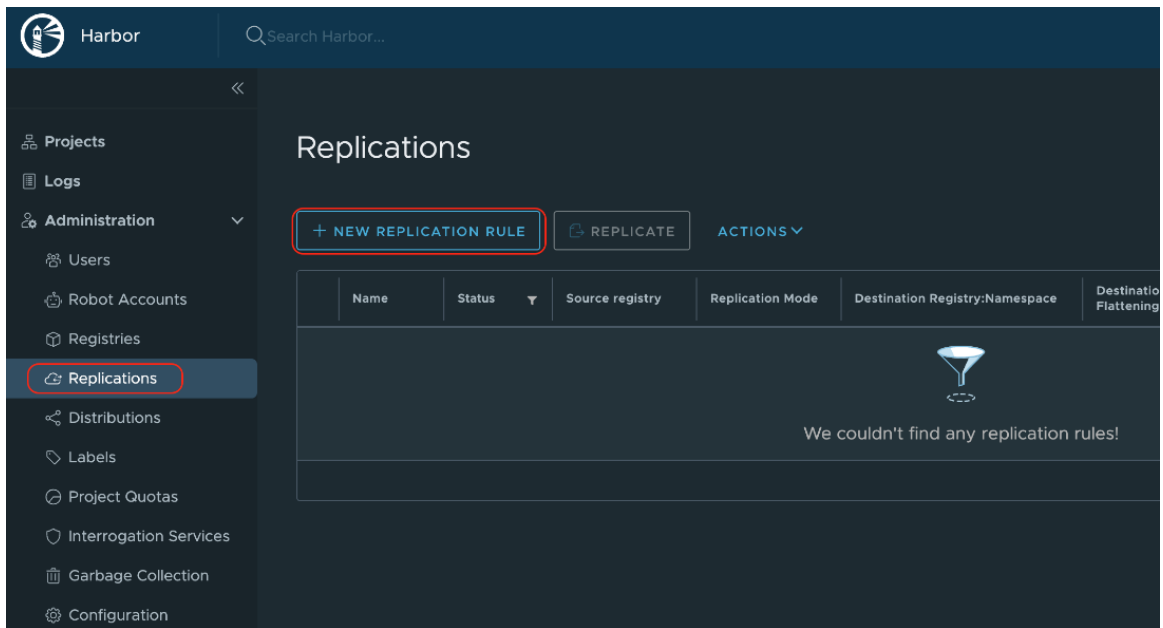 Harbor
Search Harbor...
Projects
Logs
Administration
Users
Robot Accounts
Registries
Replications
Distributions
Labels
Project Quotas
Interrogation Services
Garbage Collection
Configuration
Replications
+ NEW REPLICATION RULE
REPLICATE
ACTIONS
Name
Status
Source registry
Replication Mode
Destination Registry:Namespace
Destinatio
Flattening
We couldn't find any replication rules!